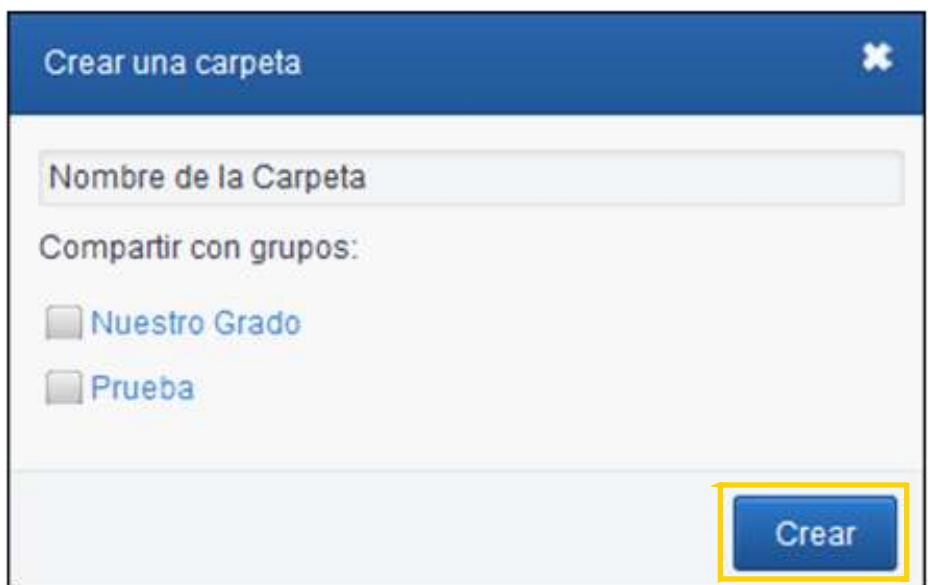 Crear una carpeta
Nombre de la Carpeta
Compartir con grupos:
Nuestro Grado
Prueba
Crear